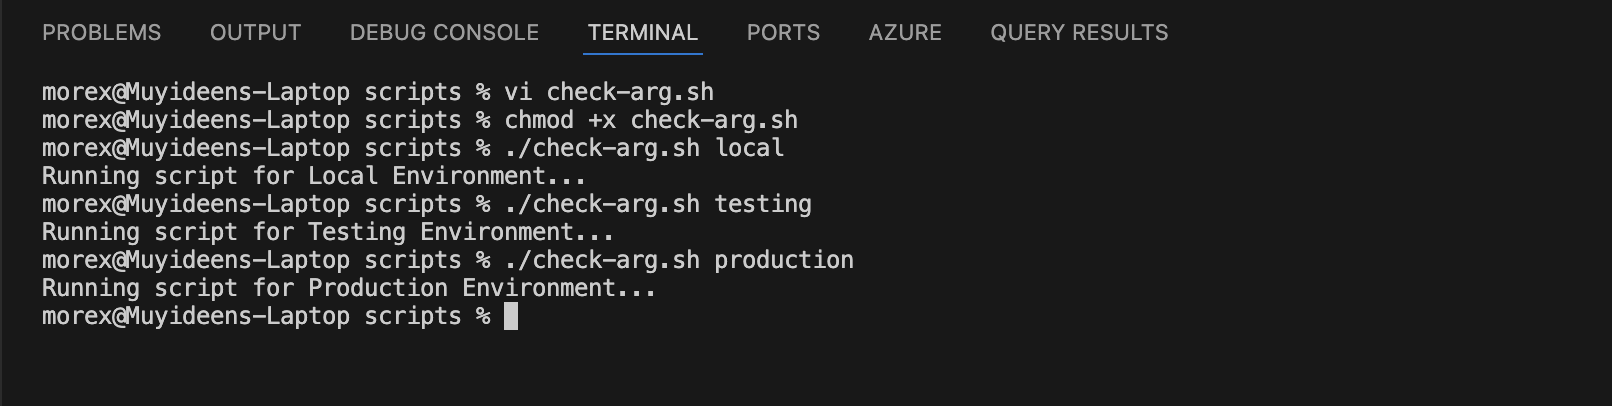 PROBLEMS OUTPUT DEBUG CONSOLE TERMINAL PORTS AZURE QUERY RESULTS
morex@Muyideens-Laptop scripts % vi check-arg.sh
morex@Muyideens-Laptop scripts % chmod +x check-arg.sh
morex@Muyideens-Laptop scripts % ./check-arg.sh local
Running script for Local Environment...
morex@Muyideens-Laptop scripts % ./check-arg.sh testing
Running script for Testing Environment...
morex@Muyideens-Laptop scripts % ./check-arg.sh production
Running script for Production Environment...
morex@Muyideens-Laptop scripts %